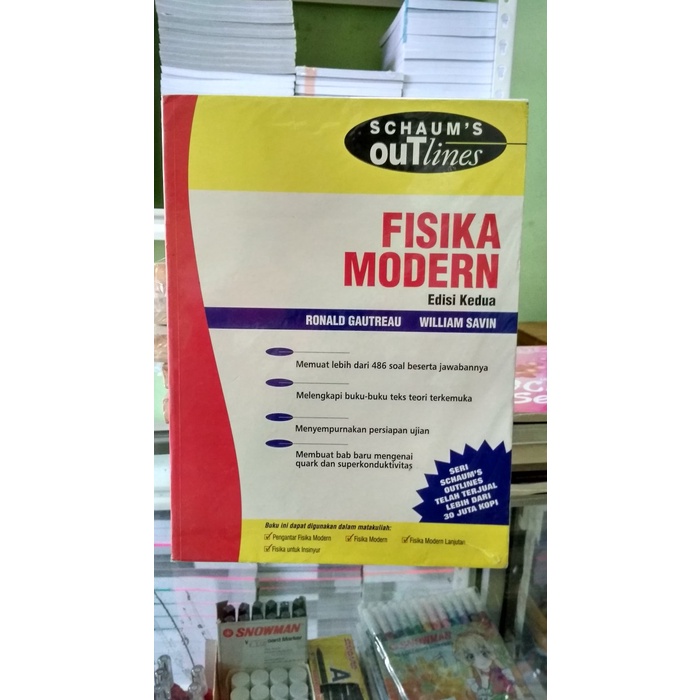 SCHAUM'S
ouTlines
FISIKA
MODERN
Edisi Kedua
RONALD GAUTREAU WILLIAM SAVIN
Memuat lebih dari 486 soal beserta jawabannya
Melengkapi buku-buku teks teori terkemuka
Menyempurnakan persiapan ujian
Membuat bab baru mengenai
quark dan superkonduktivitas
SERI
SCHAUM'S
OUTLINES
TELAH TERJUAL
LEBIH DARI
30 JUTA KOPI
Buku ini dapat digunakan dalam matakuliah:
Pengantar Fisika Modern Fisika Modern Fisika Modern Lanjutan
Fisika untuk Insinyur
SNOWMAN